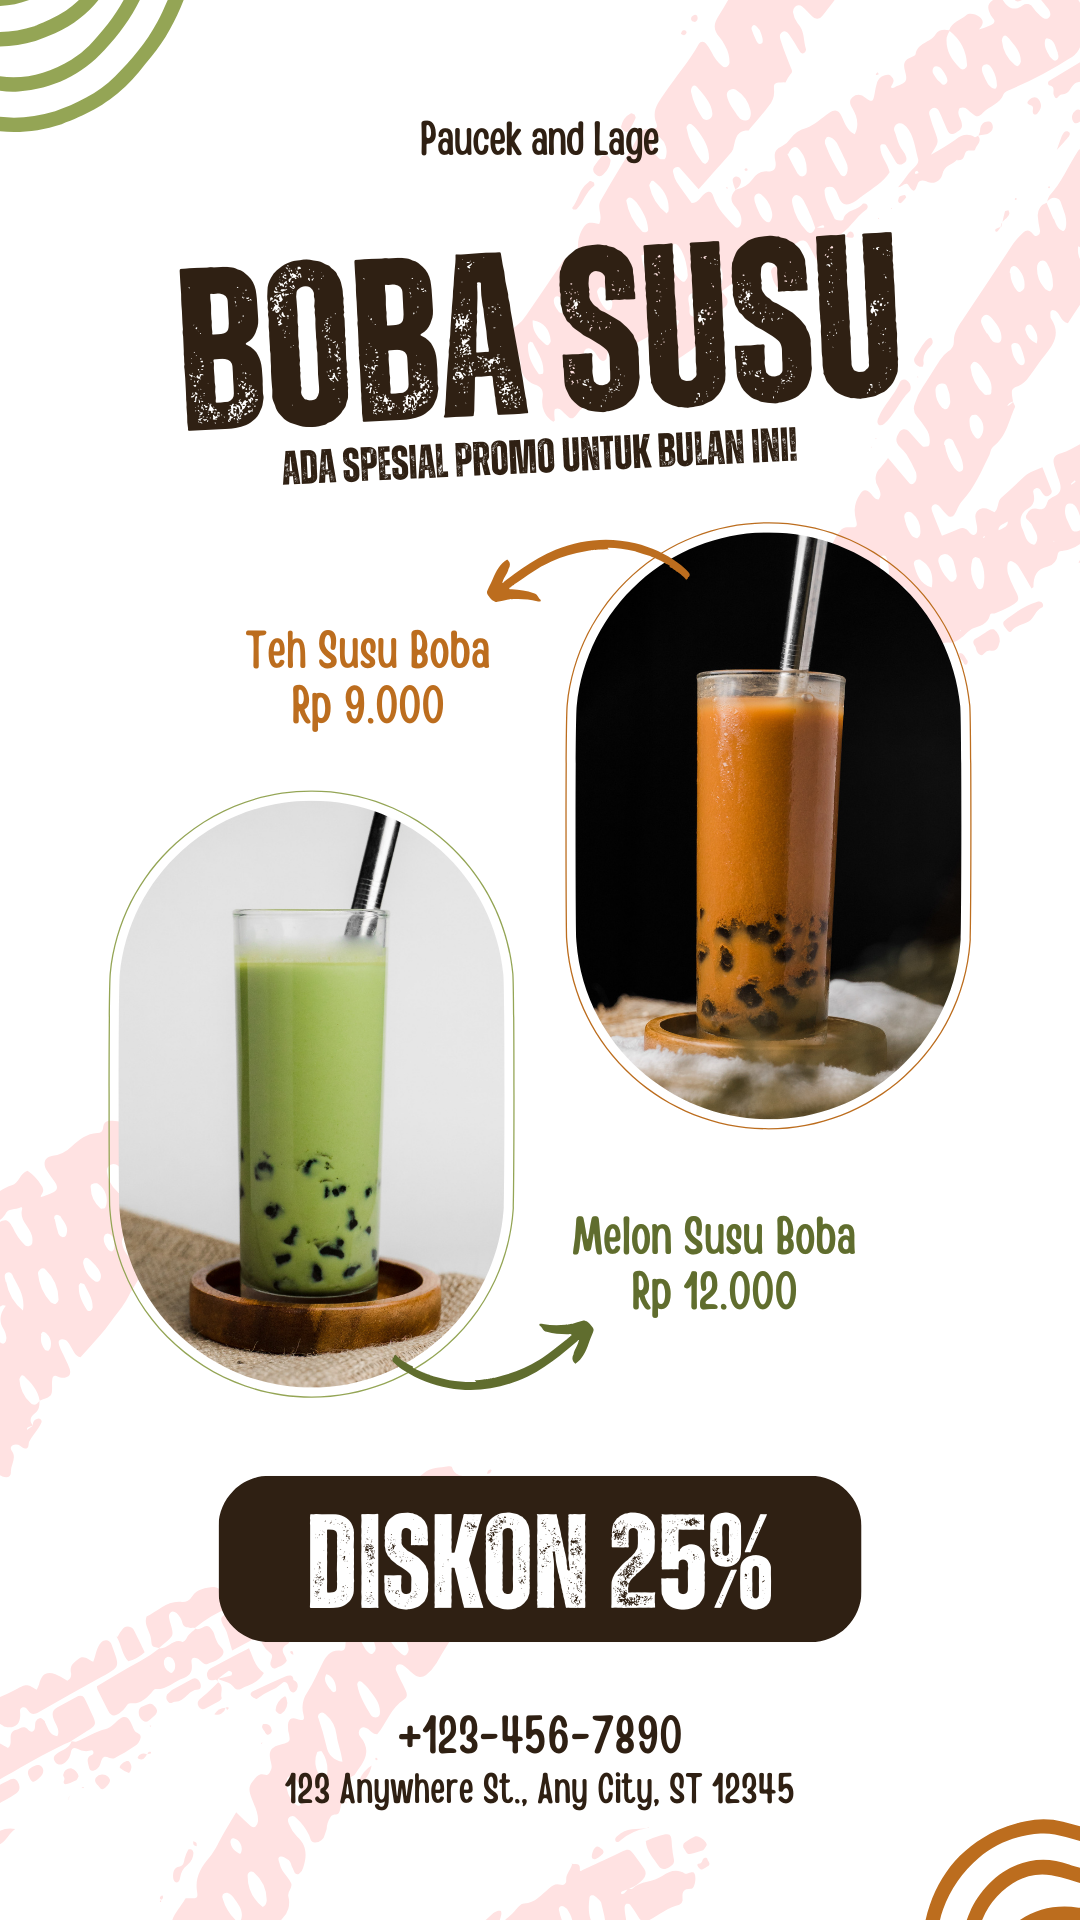 Paucek and Lage
BOBA SUSU
ADA SPESIAL PROMO UNTUK BULAN INI!
Teh Susu Boba
Rp 9.000
Melon Susu Boba
Rp 12.000
DISKON 25%
+123-456-7890
123 Anywhere St., Any City, ST 12345